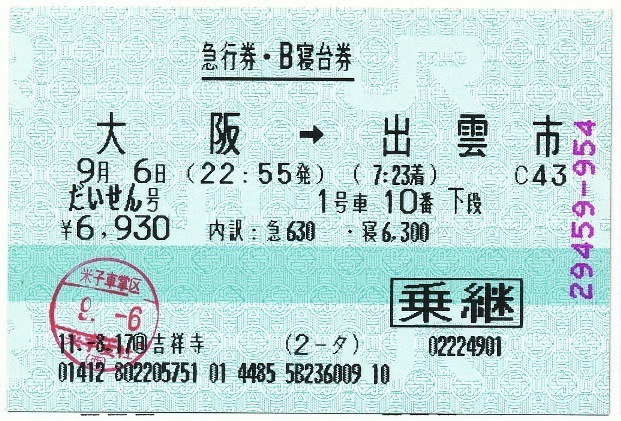 急行券・B寝台券
大阪 → 出雲市
9月 6日 (22:55発) ( 7:23着) C43
だいせん号 1号車 10番 下段
¥6,930 内訳:急630 ・寝6,300
乗継
米子車掌区
9. -6
11.-8.17 吉祥寺 (2-タ) 02224901
01412 802205751 01 4485 5B236009 10
29459-954